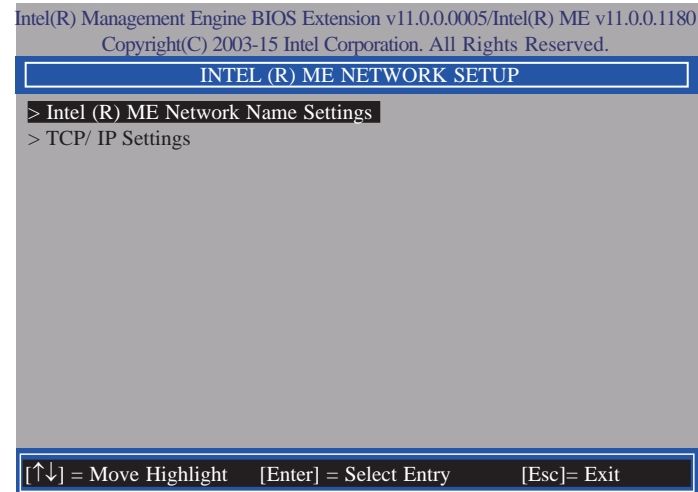 Intel(R) Management Engine BIOS Extension v11.0.0.0005/Intel(R) ME v11.0.0.1180
Copyright(C) 2003-15 Intel Corporation. All Rights Reserved.
INTEL (R) ME NETWORK SETUP
> Intel (R) ME Network Name Settings
> TCP/ IP Settings
[↑↓] = Move Highlight [Enter] = Select Entry [Esc]= Exit